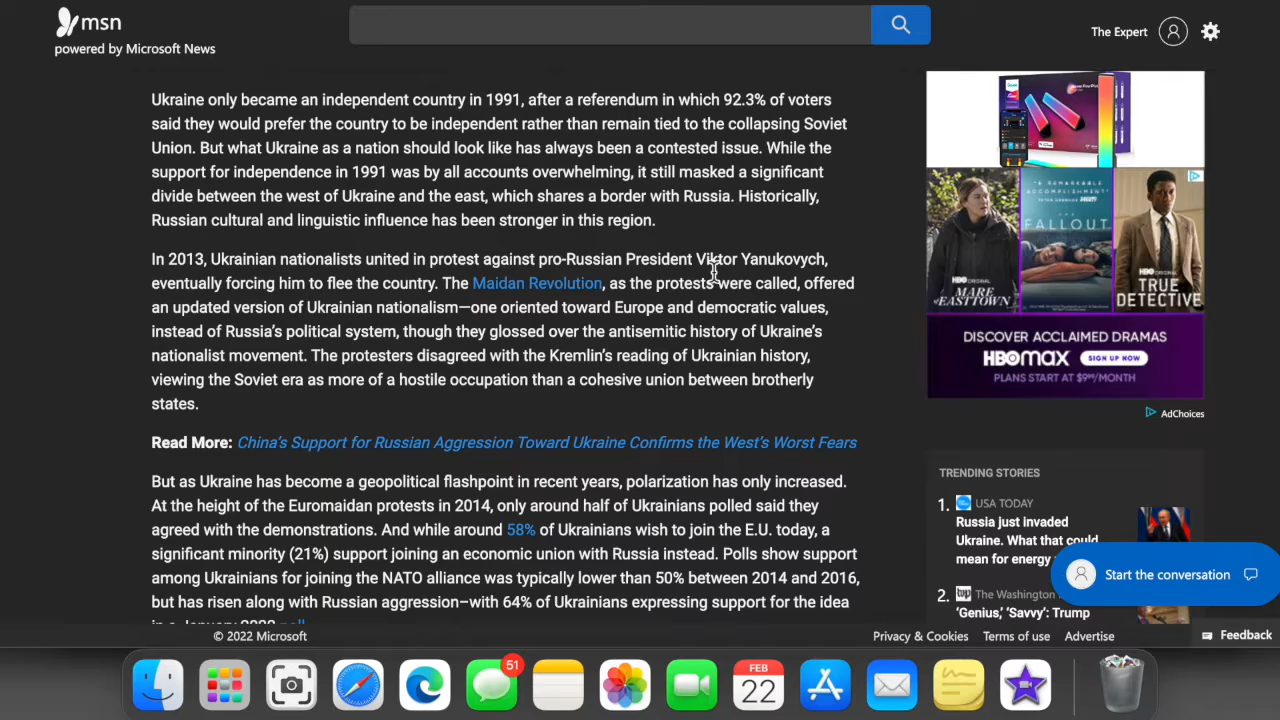 msn
powered by Microsoft News
The Expert
Ukraine only became an independent country in 1991, after a referendum in which 92.3% of voters
said they would prefer the country to be independent rather than remain tied to the collapsing Soviet
Union. But what Ukraine as a nation should look like has always been a contested issue. While the
support for independence in 1991 was by all accounts overwhelming, it still masked a significant
divide between the west of Ukraine and the east, which shares a border with Russia. Historically,
Russian cultural and linguistic influence has been stronger in this region.
In 2013, Ukrainian nationalists united in protest against pro-Russian President Viktor Yanukovych,
eventually forcing him to flee the country. The Maidan Revolution, as the protests were called, offered
an updated version of Ukrainian nationalism—one oriented toward Europe and democratic values,
instead of Russia's political system, though they glossed over the antisemitic history of Ukraine's
nationalist movement. The protesters disagreed with the Kremlin's reading of Ukrainian history,
viewing the Soviet era as more of a hostile occupation than a cohesive union between brotherly
states.
Read More: China's Support for Russian Aggression Toward Ukraine Confirms the West's Worst Fears
But as Ukraine has become a geopolitical flashpoint in recent years, polarization has only increased.
At the height of the Euromaidan protests in 2014, only around half of Ukrainians polled said they
agreed with the demonstrations. And while around 58% of Ukrainians wish to join the E.U. today, a
significant minority (21%) support joining an economic union with Russia instead. Polls show support
among Ukrainians for joining the NATO alliance was typically lower than 50% between 2014 and 2016,
but has risen along with Russian aggression–with 64% of Ukrainians expressing support for the idea
in a January 2022 poll
"A REMARKABLE
ACCOMPLISHMENT"
VARIETY
THE
FALLOUT
HBO ORIGINAL
MARE OF
EASTTOWN
HBO ORIGINAL
TRUE
DETECTIVE
DISCOVER ACCLAIMED DRAMAS
HBOMAX
SIGN UP NOW
PLANS START AT $9.99/MONTH
AdChoices
TRENDING STORIES
1.
USA TODAY
Russia just invaded
Ukraine. What that could
mean for energy
Start the conversation
2.
The Washington
'Genius,' 'Savvy': Trump
© 2022 Microsoft
Privacy & Cookies
Terms of use
Advertise
Feedback
51
FEB
22